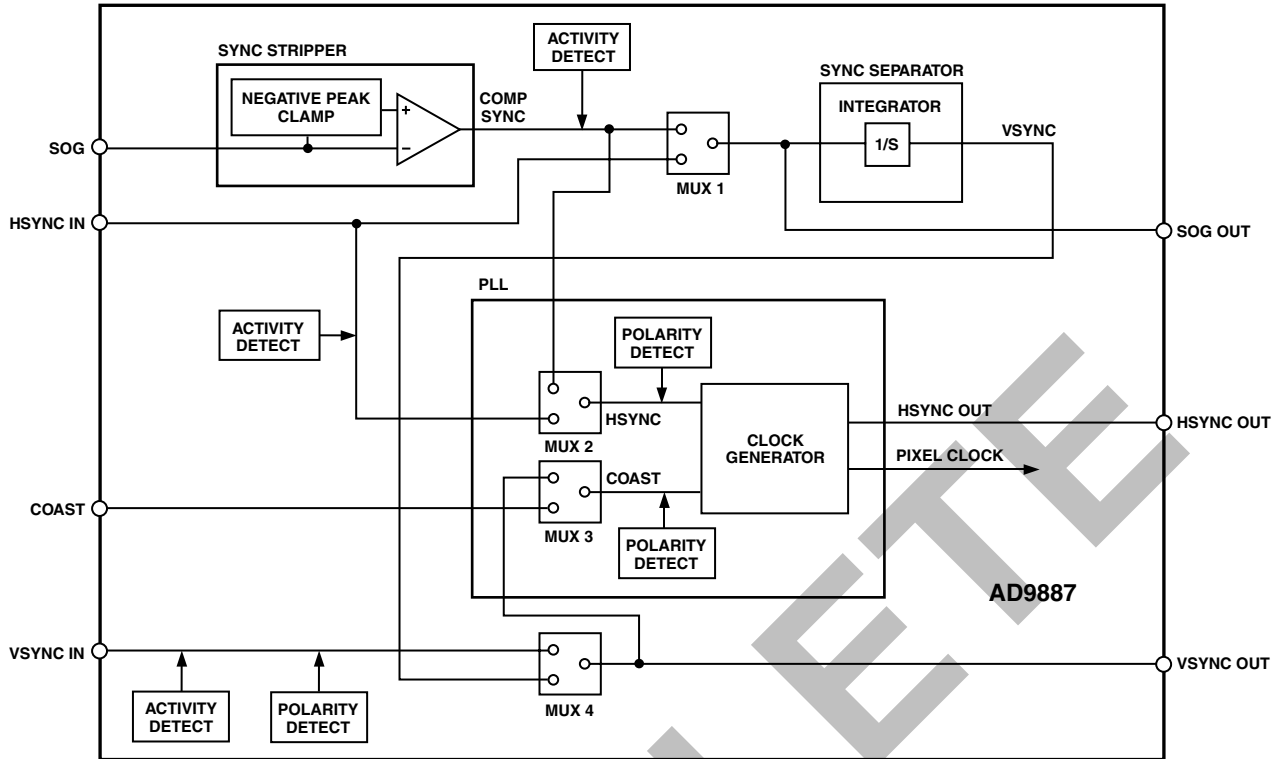 SYNC STRIPPER
NEGATIVE PEAK
CLAMP
+
−
COMP
SYNC
ACTIVITY
DETECT
SYNC SEPARATOR
INTEGRATOR
1/S
VSYNC
MUX 1
SOG
HSYNC IN
SOG OUT
PLL
ACTIVITY
DETECT
POLARITY
DETECT
MUX 2
HSYNC
CLOCK
GENERATOR
HSYNC OUT
HSYNC OUT
PIXEL CLOCK
COAST
COAST
MUX 3
POLARITY
DETECT
AD9887
VSYNC IN
ACTIVITY
DETECT
POLARITY
DETECT
MUX 4
VSYNC OUT
ETE